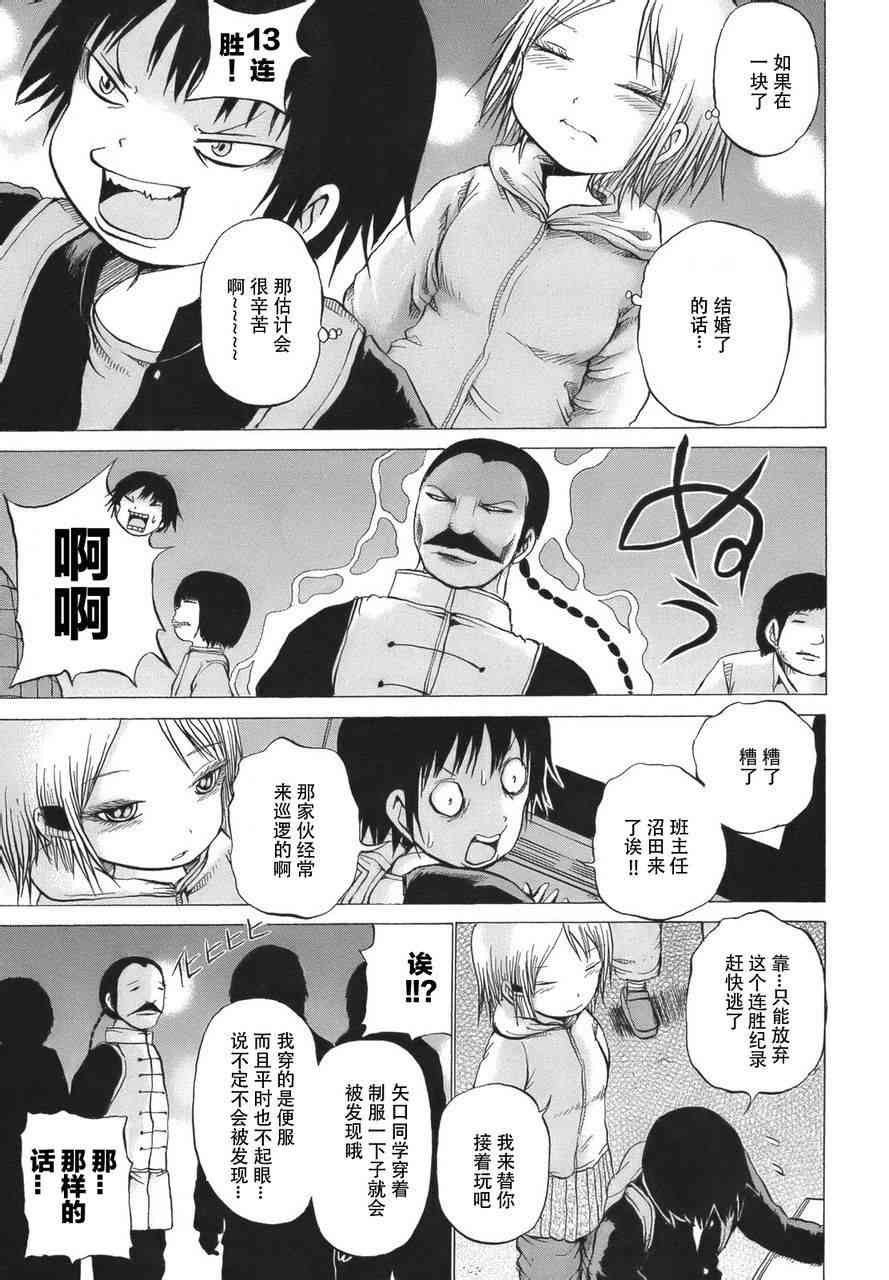 如果在
一块了
结婚了
的话…
13连
胜！
那估计会
很辛苦
啊~~~~~
ぬぅ
啊
啊
糟了
糟了
班主任
沼田来
了诶!!
那家伙经常
来巡逻的啊
靠…只能放弃
这个连胜纪录
赶快逃了
我来替你
接着玩吧
诶
!!?
矢口同学穿着
制服一下子就会
被发现哦
我穿的是便服
而且平时也不起眼…
说不定不会被发现…
ヒヒヒヒ
那…
那样的
话…